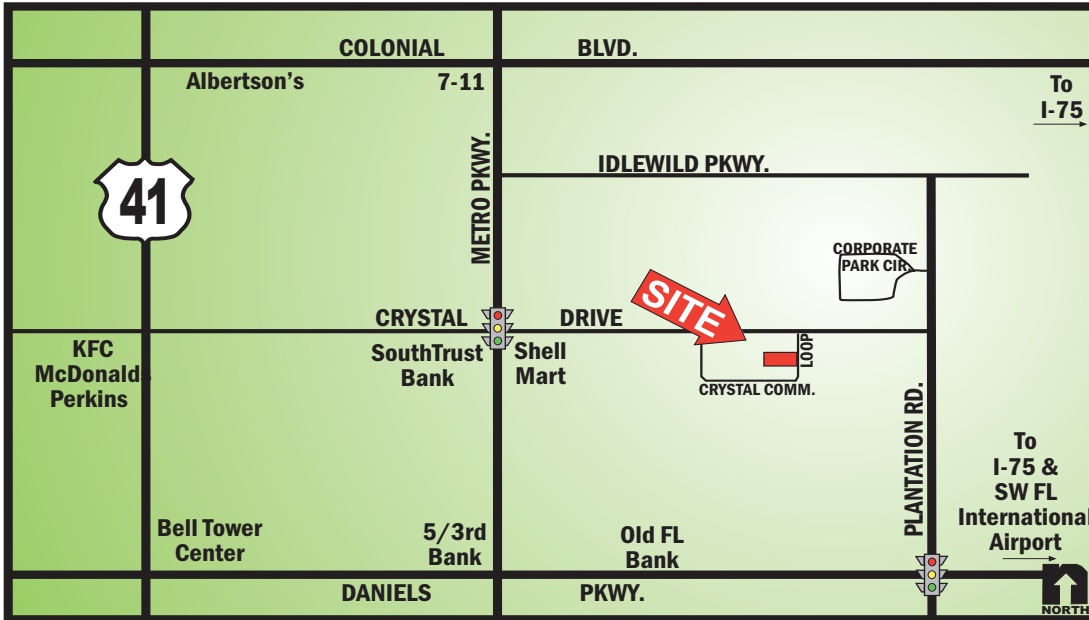 COLONIAL BLVD.
Albertson's
7-11
To
I-75
METRO PKWY.
IDLEWILD PKWY.
41
CORPORATE
PARK CIR.
SITE
CRYSTAL DRIVE
KFC
McDonalds
Perkins
SouthTrust
Bank
Shell
Mart
LOOP
CRYSTAL COMM.
PLANTATION RD.
To
I-75 &
SW FL
International
Airport
Bell Tower
Center
5/3rd
Bank
Old FL
Bank
DANIELS PKWY.
NORTH